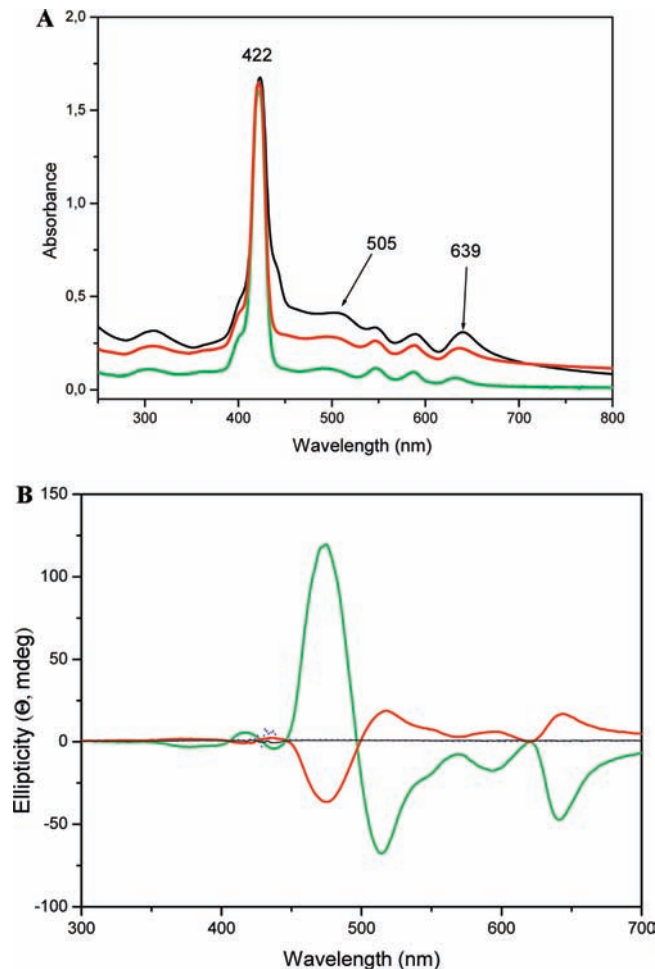 A
2,0
1,5
1,0
0,5
0,0
Absorbance
422
505
639
300 400 500 600 700 800
Wavelength (nm)
B
150
100
50
0
-50
-100
Ellipticity (Θ, mdeg)
300 400 500 600 700
Wavelength (nm)